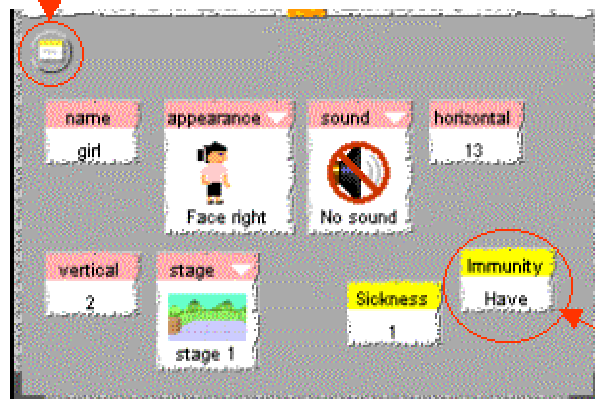 name
girl
appearance
Face right
sound
No sound
horizontal
13
vertical
2
stage
stage 1
Sickness
1
Immunity
Have